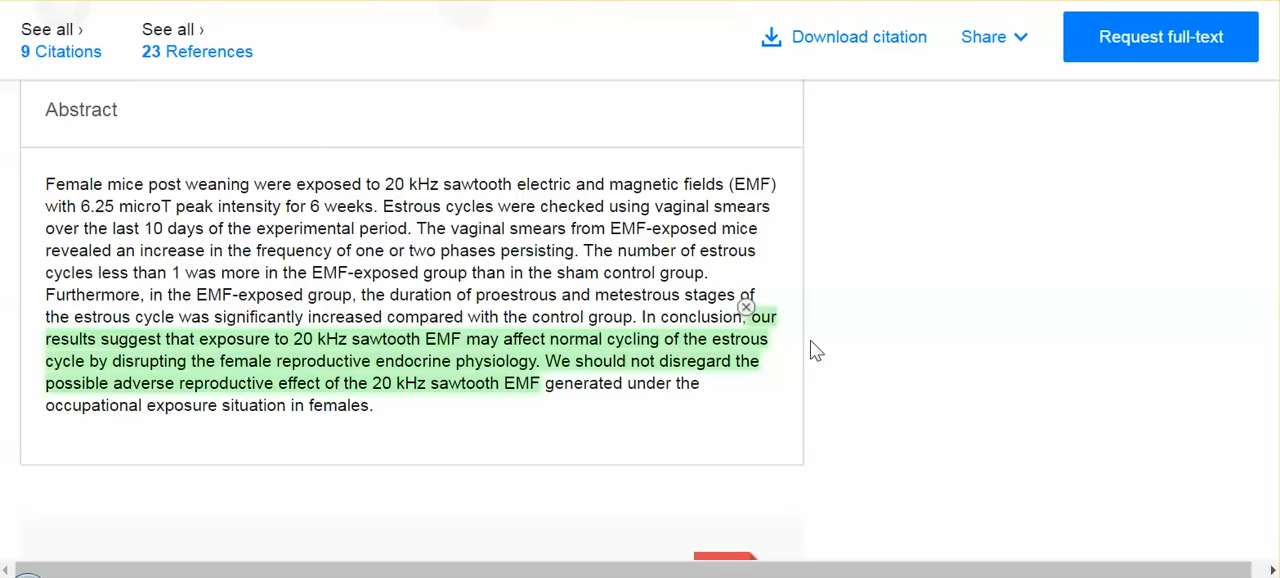 See all › See all ›
9 Citations 23 References Download citation Share Request full-text
Abstract
Female mice post weaning were exposed to 20 kHz sawtooth electric and magnetic fields (EMF)
with 6.25 microT peak intensity for 6 weeks. Estrous cycles were checked using vaginal smears
over the last 10 days of the experimental period. The vaginal smears from EMF-exposed mice
revealed an increase in the frequency of one or two phases persisting. The number of estrous
cycles less than 1 was more in the EMF-exposed group than in the sham control group.
Furthermore, in the EMF-exposed group, the duration of proestrous and metestrous stages of
the estrous cycle was significantly increased compared with the control group. In conclusion, our
results suggest that exposure to 20 kHz sawtooth EMF may affect normal cycling of the estrous
cycle by disrupting the female reproductive endocrine physiology. We should not disregard the
possible adverse reproductive effect of the 20 kHz sawtooth EMF generated under the
occupational exposure situation in females.